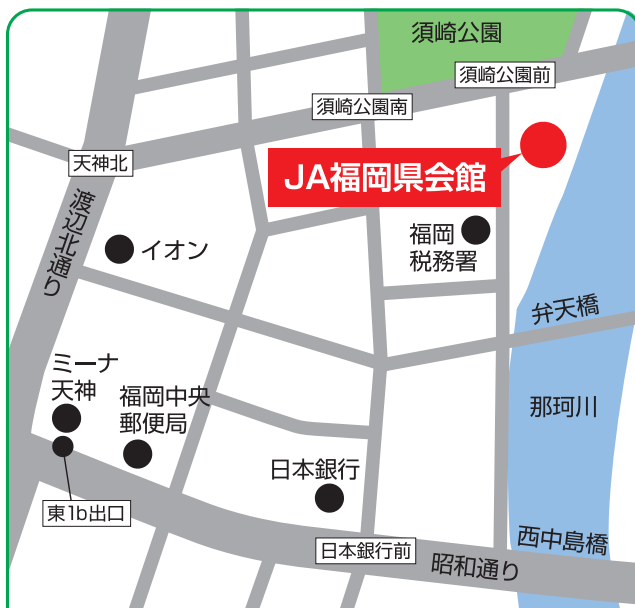 須崎公園
須崎公園前
須崎公園南
天神北
JA福岡県会館
渡辺北通り
イオン
福岡
税務署
弁天橋
ミーナ
天神
福岡中央
郵便局
那珂川
日本銀行
東1b出口
日本銀行前
昭和通り
西中島橋